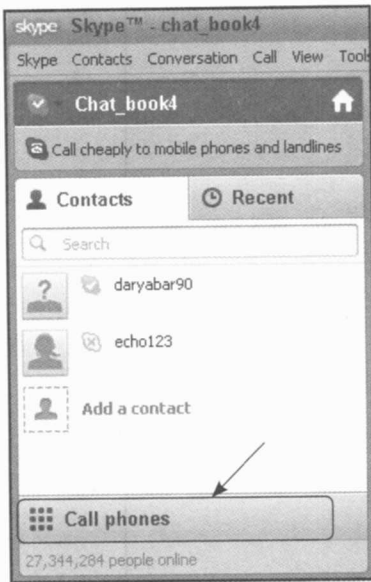 skype Skype™ - chat_book4
Skype Contacts Conversation Call View Tools
Chat_book4
Call cheaply to mobile phones and landlines
Contacts Recent
Search
daryabar90
echo123
Add a contact
Call phones
27,344,284 people online